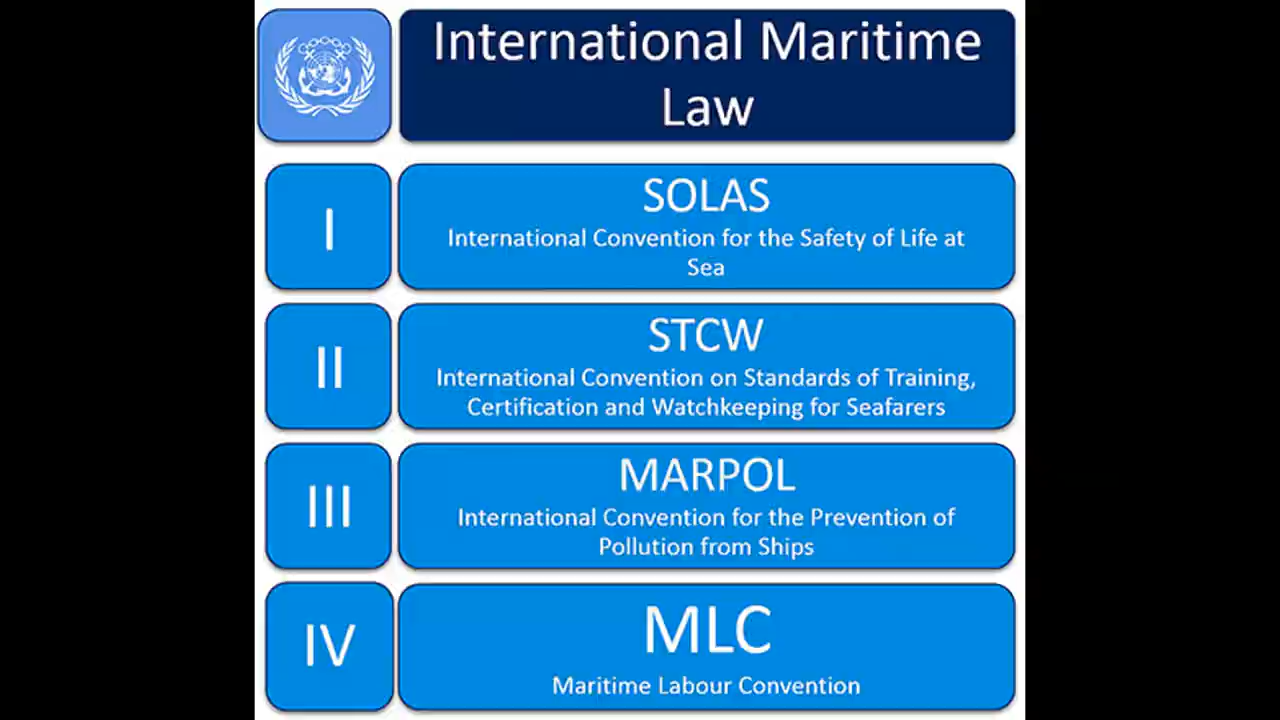 International Maritime
Law
I
SOLAS
International Convention for the Safety of Life at
Sea
II
STCW
International Convention on Standards of Training,
Certification and Watchkeeping for Seafarers
III
MARPOL
International Convention for the Prevention of
Pollution from Ships
IV
MLC
Maritime Labour Convention